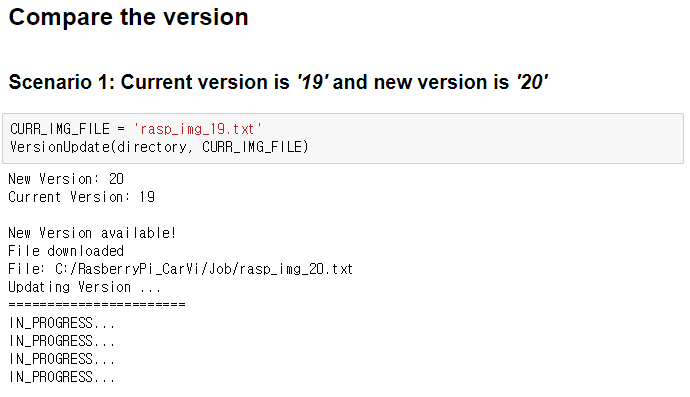 Compare the version
Scenario 1: Current version is '19' and new version is '20'
CURR_IMG_FILE = 'rasp_img_19.txt'
VersionUpdate(directory, CURR_IMG_FILE)
New Version: 20
Current Version: 19
New Version available!
File downloaded
File: C:/RasberryPi_CarVi/Job/rasp_img_20.txt
Updating Version ...
=======================
IN_PROGRESS...
IN_PROGRESS...
IN_PROGRESS...
IN_PROGRESS...